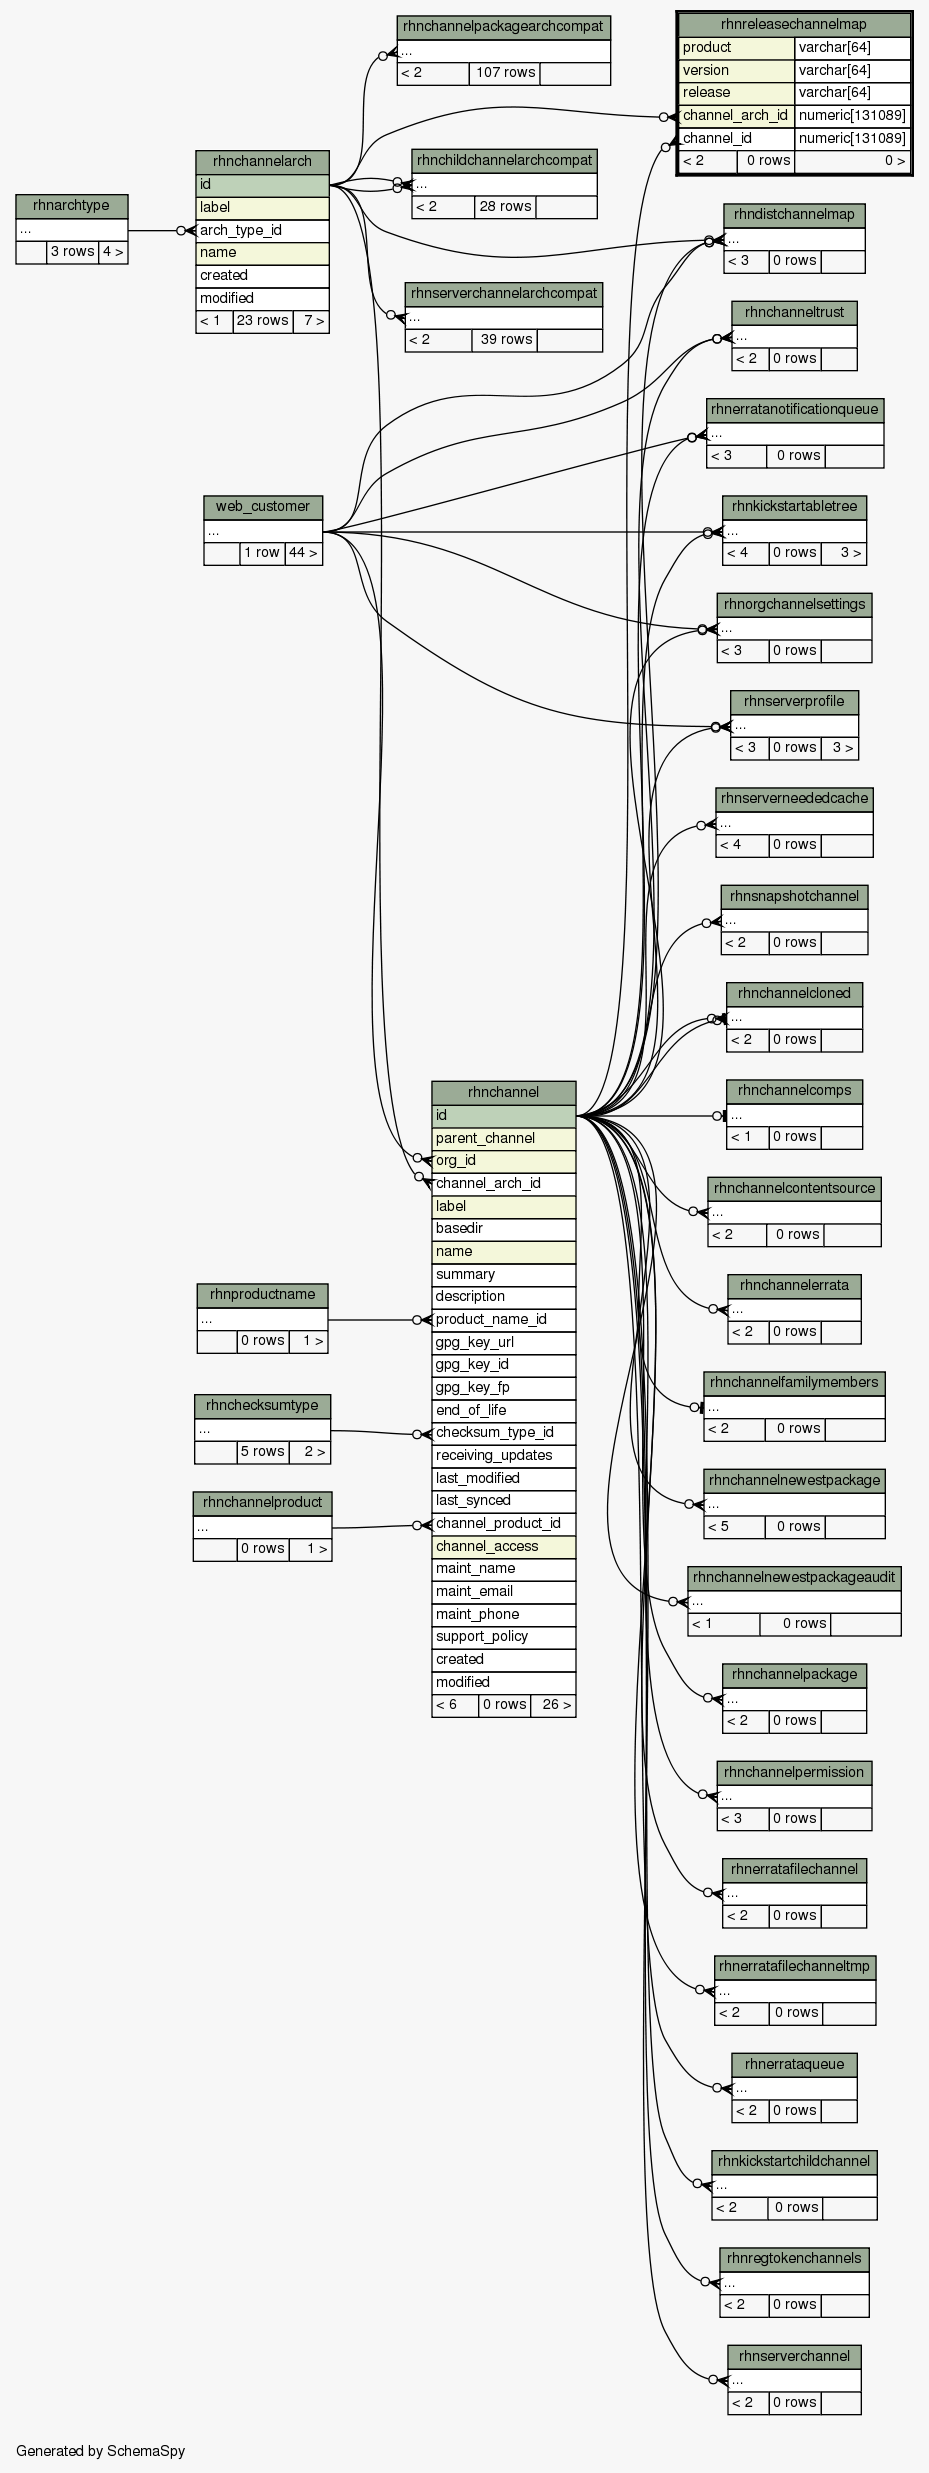 rhnchannelpackagearchcompat
...
< 2 107 rows
rhnreleasechannelmap
product varchar[64]
version varchar[64]
release varchar[64]
channel_arch_id numeric[131089]
channel_id numeric[131089]
< 2 0 rows 0 >
rhnchannelarch
id
label
arch_type_id
name
created
modified
< 1 23 rows 7 >
rhnchildchannelarchcompat
...
< 2 28 rows
rhnarchtype
...
3 rows 4 >
rhndistchannelmap
...
< 3 0 rows
rhnserverchannelarchcompat
...
< 2 39 rows
rhnchanneltrust
...
< 2 0 rows
rhnerratanotificationqueue
...
< 3 0 rows
web_customer
...
1 row 44 >
rhnkickstartabletree
...
< 4 0 rows 3 >
rhnorgchannelsettings
...
< 3 0 rows
rhnserverprofile
...
< 3 0 rows 3 >
rhnserverneededcache
...
< 4 0 rows
rhnsnapshotchannel
...
< 2 0 rows
rhnchannelcloned
...
< 2 0 rows
rhnchannelcomps
...
< 1 0 rows
rhnchannel
id
parent_channel
org_id
channel_arch_id
label
basedir
name
summary
description
product_name_id
gpg_key_url
gpg_key_id
gpg_key_fp
end_of_life
checksum_type_id
receiving_updates
last_modified
last_synced
channel_product_id
channel_access
maint_name
maint_email
maint_phone
support_policy
created
modified
< 6 0 rows 26 >
rhnproductname
...
0 rows 1 >
rhnchecksumtype
...
5 rows 2 >
rhnchannelproduct
...
0 rows 1 >
rhnchannelcontentsource
...
< 2 0 rows
rhnchannelerrata
...
< 2 0 rows
rhnchannelfamilymembers
...
< 2 0 rows
rhnchannelnewestpackage
...
< 5 0 rows
rhnchannelnewestpackageaudit
...
< 1 0 rows
rhnchannelpackage
...
< 2 0 rows
rhnchannelpermission
...
< 3 0 rows
rhnerratafilechannel
...
< 2 0 rows
rhnerratafilechanneltmp
...
< 2 0 rows
rhnerrataqueue
...
< 2 0 rows
rhnkickstartchildchannel
...
< 2 0 rows
rhnregtokenchannels
...
< 2 0 rows
rhnserverchannel
...
< 2 0 rows
Generated by SchemaSpy